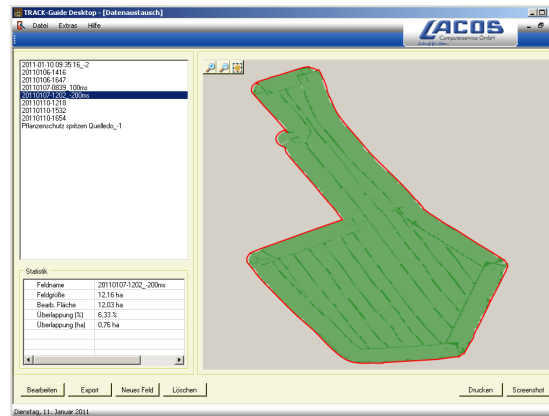 TRACK-Guide Desktop - [Datenaustausch]
Datei Extras Hilfe
LACOS
Computerservice GmbH
2011-01-10 09:35:16_-2
20110106-1416
20110106-1647
20110107-0839_100ms
20110107-1202_-200ms
20110110-1218
20110110-1532
20110110-1654
Pflanzenschutz spritzen Quelledo_-1
Statistik
Feldname 20110107-1202_-200ms
Feldgröße 12,16 ha
Bearb. Fläche 12,03 ha
Überlappung (%) 6,33 %
Überlappung (ha) 0,76 ha
Bearbeiten Export Neues Feld Löschen Drucken Screenshot
Dienstag, 11. Januar 2011